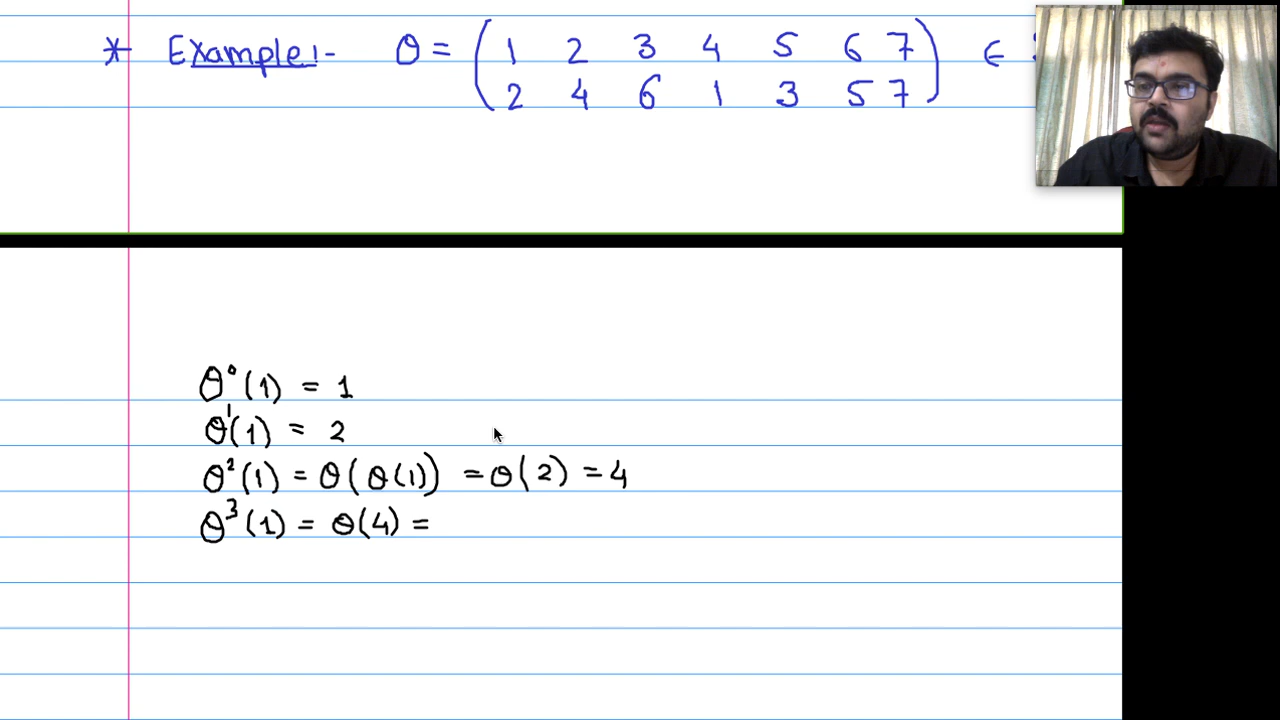 * Example:- θ = ( 1 2 3 4 5 6 7 ) ∈
2 4 6 1 3 5 7
θ⁰(1) = 1
θ¹(1) = 2
θ²(1) = θ(θ(1)) = θ(2) = 4
θ³(1) = θ(4) =